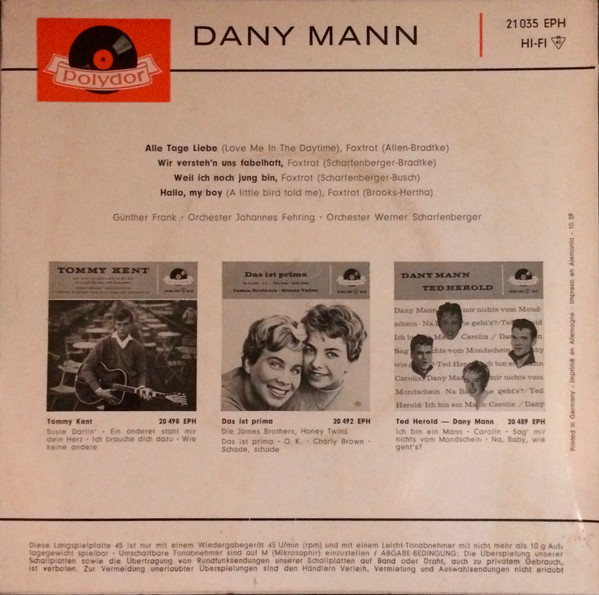 polydor
DANY MANN
21 035 EPH
HI-FI
Alle Tage Liebe (Love Me In The Daytime), Foxtrot (Allen-Bradtke)
Wir versteh'n uns fabelhaft, Foxtrot (Scharfenberger-Bradtke)
Weil ich noch jung bin, Foxtrot (Scharfenberger-Busch)
Hallo, my boy (A little bird told me), Foxtrot (Brooks-Hertha)
Günther Frank · Orchester Johannes Fehring · Orchester Werner Scharfenberger
TOMMY KENT
Das ist prima
James Brothers · Honey Twins
DANY MANN
TED HEROLD
Tommy Kent 20 498 EPH
Susie Darlin' · Ein anderer stahl mir
dein Herz · Ich brauche dich dazu · Wie
keine andere
Das ist prima 20 492 EPH
Die James Brothers, Honey Twins
Das ist prima · O. K. · Charly Brown ·
Schade, schade
Ted Herold — Dany Mann 20 489 EPH
Ich bin ein Mann · Carolin · Sag' mir
nichts vom Mondschein · Na, Baby, wie
geht's?
Printed in Germany · Imprimé en Allemagne · Impreso en Alemania · 10. 59
Diese Langspielplatte 45 ist nur mit einem Wiedergabegerät 45 U/min (rpm) und mit einem Leicht-Tonabnehmer mit nicht mehr als 10 g Auf-
lagegewicht spielbar · Umschaltbare Tonabnehmer sind auf M (Mikrosaphir) einzustellen / ABGABE-BEDINGUNG: Die Überspielung unserer
Schallplatten sowie die Übertragung von Rundfunksendungen unserer Schallplatten auf Band oder Draht, auch zu privatem Gebrauch,
ist verboten. Zur Vermeidung unerlaubter Überspielungen sind den Händlern Verleih, Vermietung und Auswahlsendungen nicht erlaubt